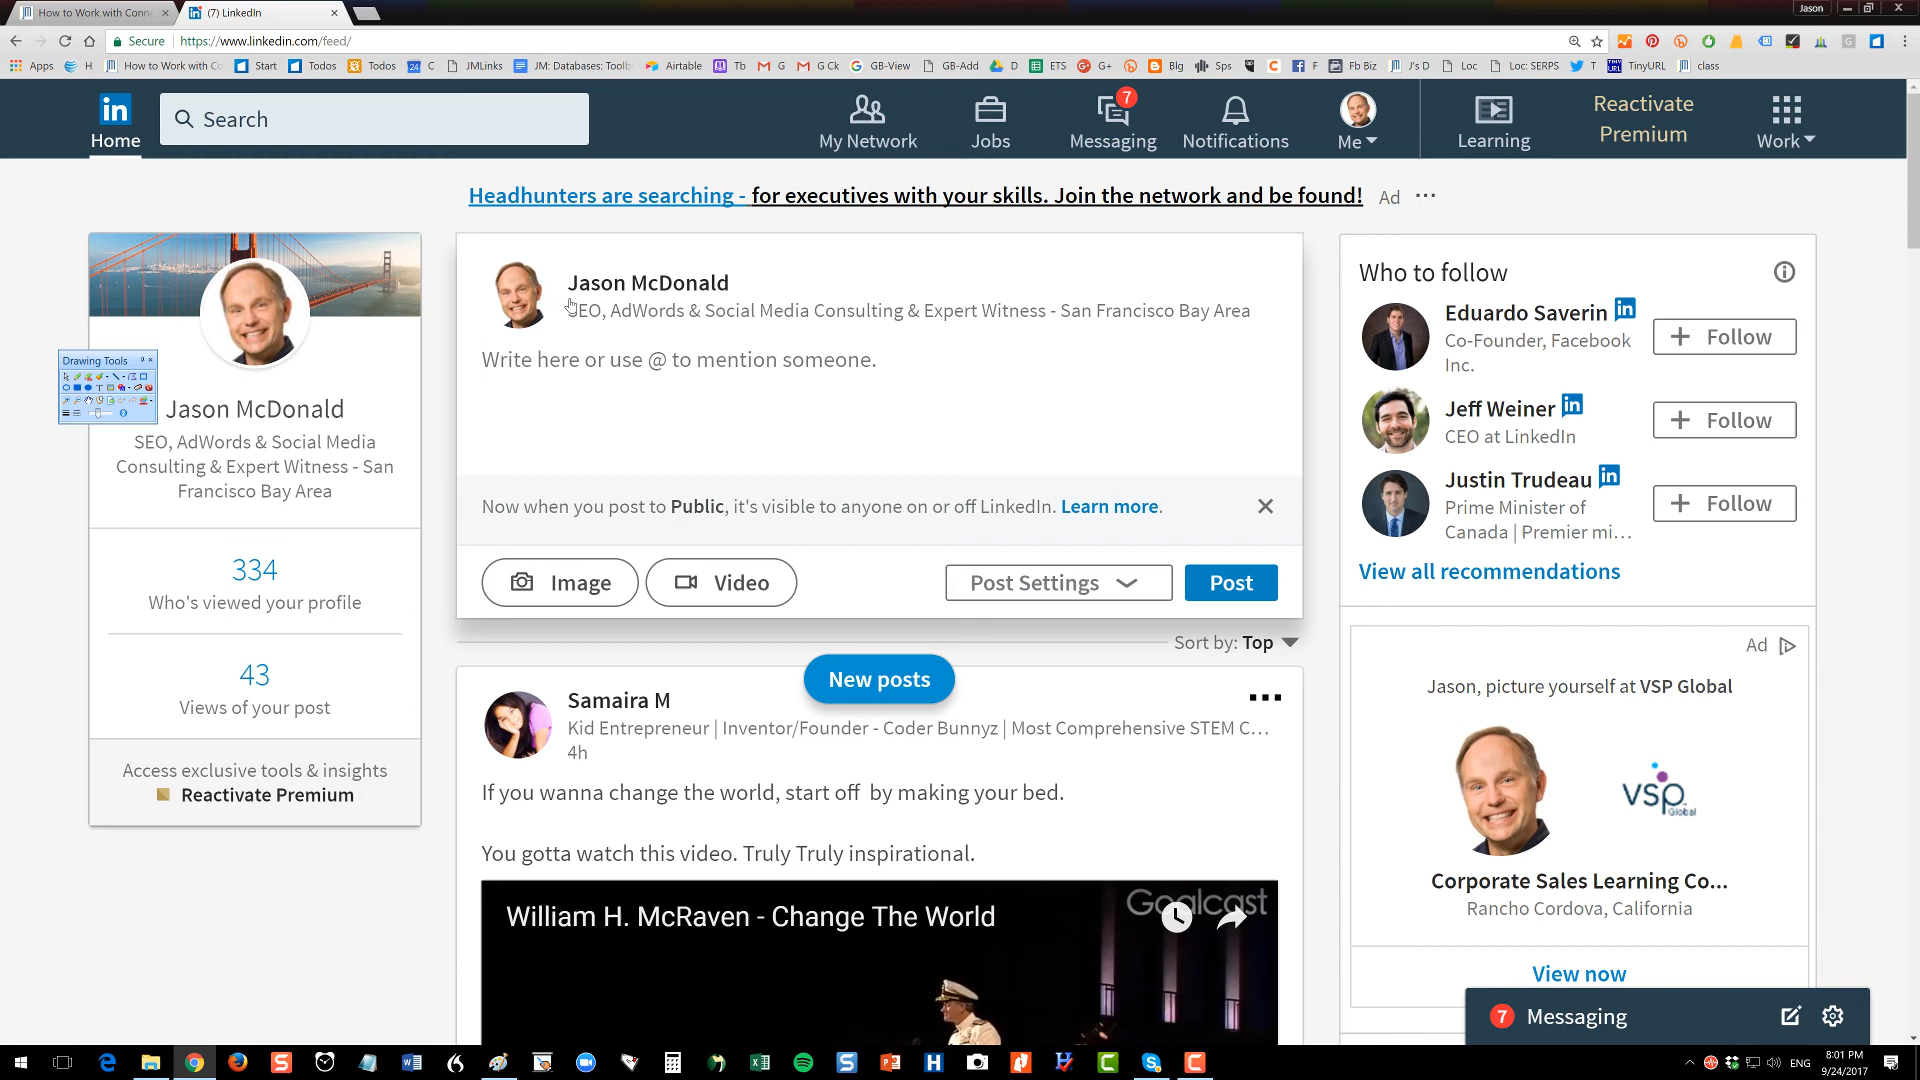 How to Work with Conne
(7) LinkedIn
Jason
Secure
https://www.linkedin.com/feed/
Apps
H
How to Work with Co
Start
Todos
Todos
C
JMLinks
JM: Databases: Toolb
Airtable
Tb
G
G Ck
GB-View
GB-Add
D
ETS
G+
Blg
Sps
C
F
Fb Biz
J's D
Loc
Loc: SERPS
T
TinyURL
class
in
Home
Search
My Network
Jobs
7
Messaging
Notifications
Me
Learning
Reactivate
Premium
Work
Headhunters are searching - for executives with your skills. Join the network and be found!
Ad
Jason McDonald
SEO, AdWords & Social Media Consulting & Expert Witness - San Francisco Bay Area
Write here or use @ to mention someone.
Now when you post to Public, it's visible to anyone on or off LinkedIn. Learn more.
Image
Video
Post Settings
Post
Sort by: Top
New posts
Drawing Tools
Jason McDonald
SEO, AdWords & Social Media
Consulting & Expert Witness - San
Francisco Bay Area
334
Who's viewed your profile
43
Views of your post
Access exclusive tools & insights
Reactivate Premium
Samaira M
Kid Entrepreneur | Inventor/Founder - Coder Bunnyz | Most Comprehensive STEM C...
4h
If you wanna change the world, start off by making your bed.
You gotta watch this video. Truly Truly inspirational.
William H. McRaven - Change The World
Goalcast
Who to follow
Eduardo Saverin
Co-Founder, Facebook
Inc.
Follow
Jeff Weiner
CEO at LinkedIn
Follow
Justin Trudeau
Prime Minister of
Canada | Premier mi...
Follow
View all recommendations
Ad
Jason, picture yourself at VSP Global
vsp
Global
Corporate Sales Learning Co...
Rancho Cordova, California
View now
7
Messaging
ENG
8:01 PM
9/24/2017